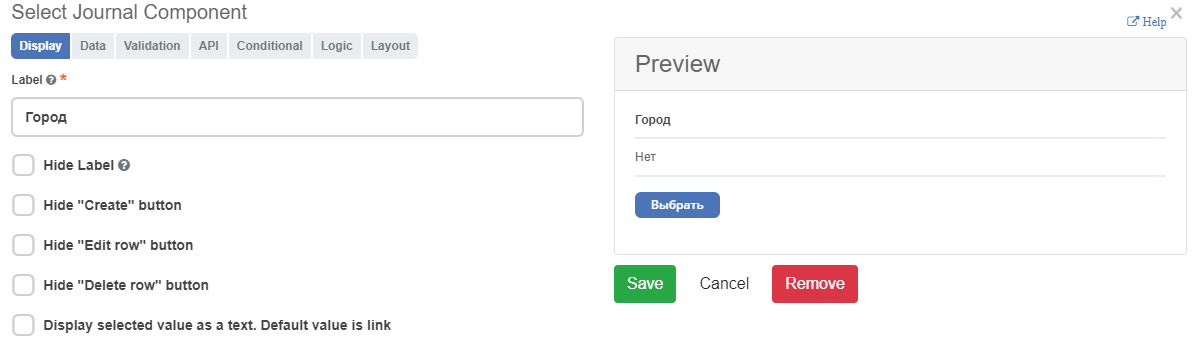 Select Journal Component
Help ×
Display Data Validation API Conditional Logic Layout
Label *
Город
Hide Label
Hide "Create" button
Hide "Edit row" button
Hide "Delete row" button
Display selected value as a text. Default value is link
Preview
Город
Нет
Выбрать
Save Cancel Remove